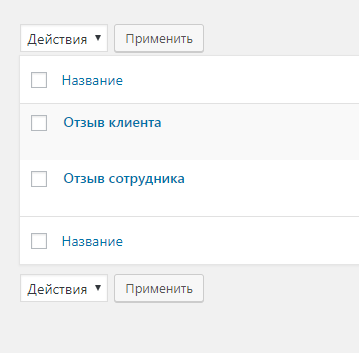 Действия Применить
Название
Отзыв клиента
Отзыв сотрудника
Название
Действия Применить